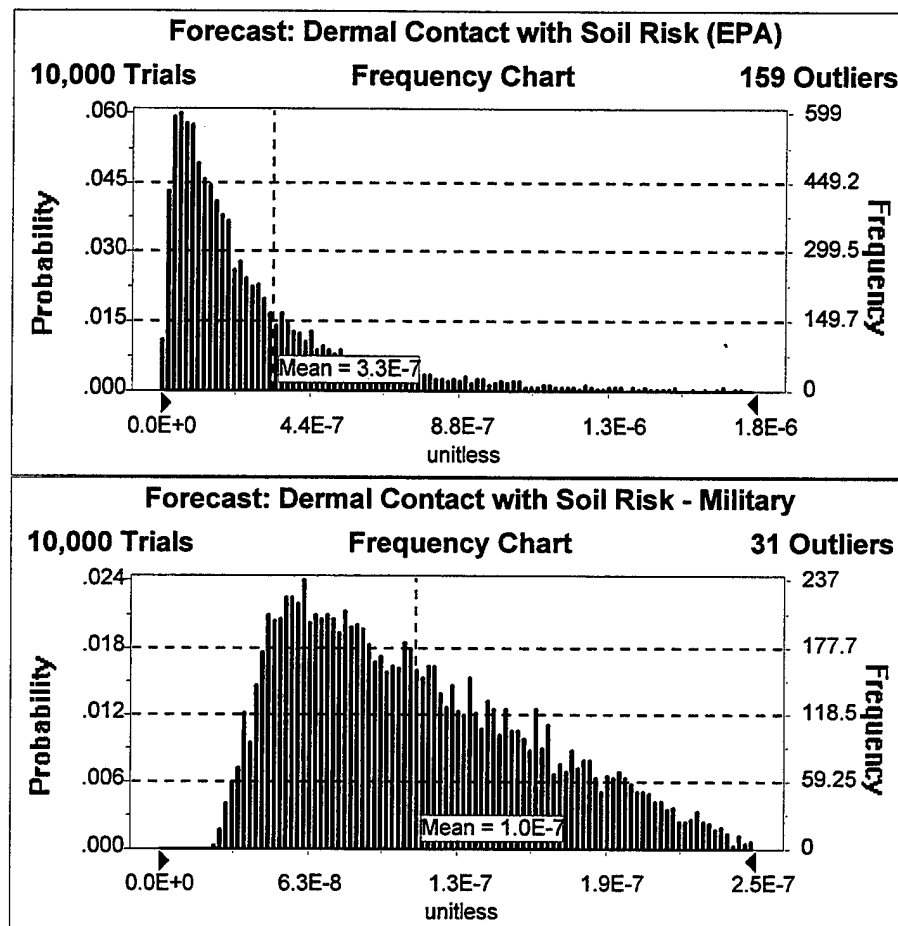 Forecast: Dermal Contact with Soil Risk (EPA)
10,000 Trials Frequency Chart 159 Outliers
Probability
.060
.045
.030
.015
.000
Frequency
599
449.2
299.5
149.7
0
Mean = 3.3E-7
0.0E+0 4.4E-7 8.8E-7 1.3E-6 1.8E-6
unitless
Forecast: Dermal Contact with Soil Risk - Military
10,000 Trials Frequency Chart 31 Outliers
Probability
.024
.018
.012
.006
.000
Frequency
237
177.7
118.5
59.25
0
Mean = 1.0E-7
0.0E+0 6.3E-8 1.3E-7 1.9E-7 2.5E-7
unitless